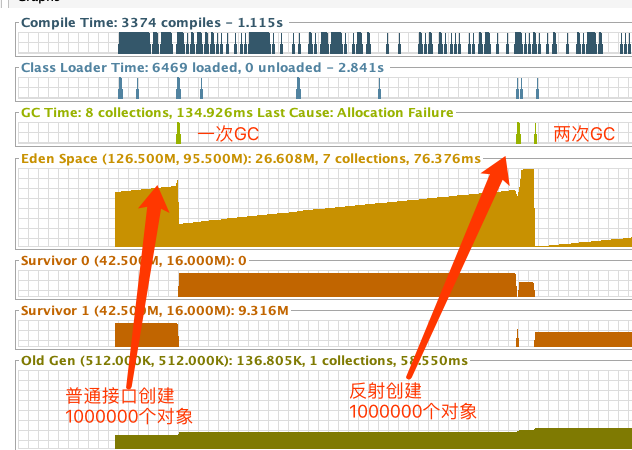 Compile Time: 3374 compiles – 1.115s
Class Loader Time: 6469 loaded, 0 unloaded – 2.841s
GC Time: 8 collections, 134.926ms Last Cause: Allocation Failure
一次GC
两次GC
Eden Space (126.500M, 95.500M): 26.608M, 7 collections, 76.376ms
Survivor 0 (42.500M, 16.000M): 0
Survivor 1 (42.500M, 16.000M): 9.316M
Old Gen (512.000K, 512.000K): 136.805K, 1 collections, 58.550ms
普通接口创建
1000000个对象
反射创建
1000000个对象